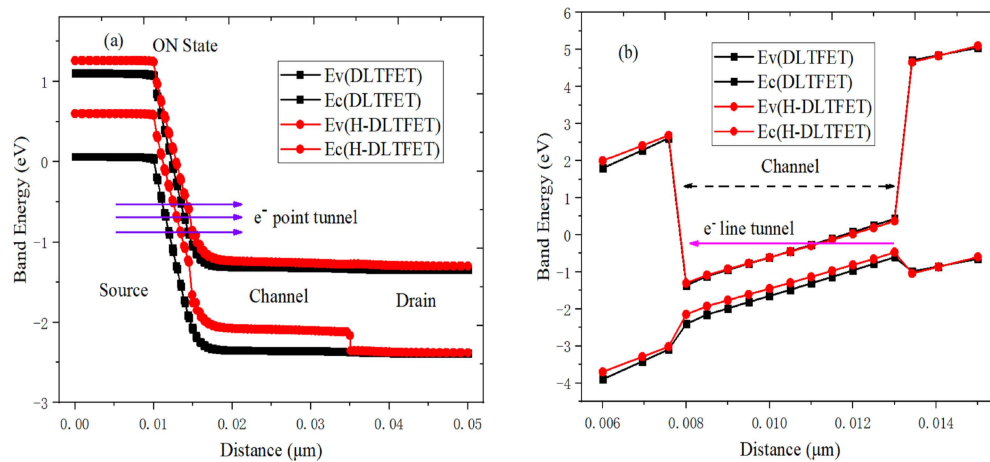 (a)
ON State
Ev(DLTFET)
Ec(DLTFET)
Ev(H-DLTFET)
Ec(H-DLTFET)
e⁻ point tunnel
Source
Channel
Drain
Band Energy (eV)
1
0
-1
-2
-3
0.00
0.01
0.02
0.03
0.04
0.05
Distance (μm)
(b)
Ev(DLTFET)
Ec(DLTFET)
Ev(H-DLTFET)
Ec(H-DLTFET)
Channel
e⁻ line tunnel
Band Energy (eV)
6
5
4
3
2
1
0
-1
-2
-3
-4
0.006
0.008
0.010
0.012
0.014
Distance (μm)